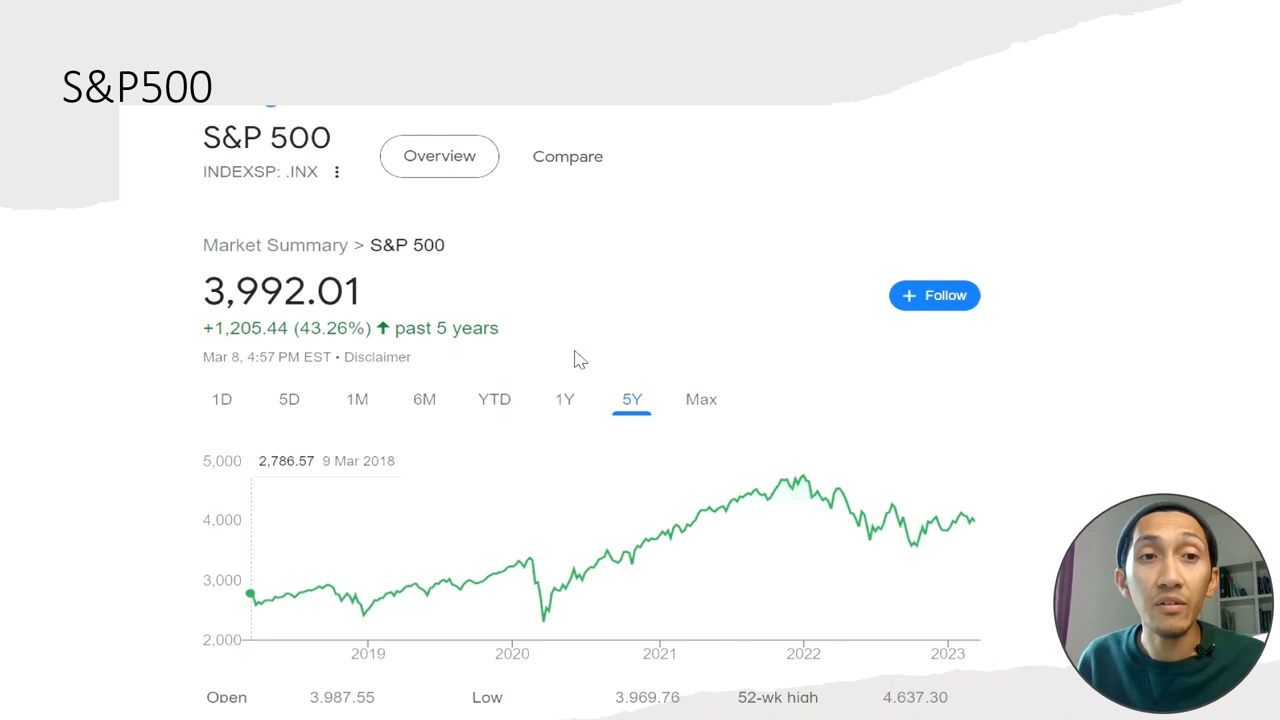 S&P500
S&P 500
INDEXSP: .INX
Overview
Compare
Market Summary > S&P 500
3,992.01
+1,205.44 (43.26%) ↑ past 5 years
Mar 8, 4:57 PM EST • Disclaimer
+ Follow
1D 5D 1M 6M YTD 1Y 5Y Max
2,786.57 9 Mar 2018
5,000
4,000
3,000
2,000
2019 2020 2021 2022 2023
Open 3.987.55 Low 3.969.76 52-wk high 4.637.30